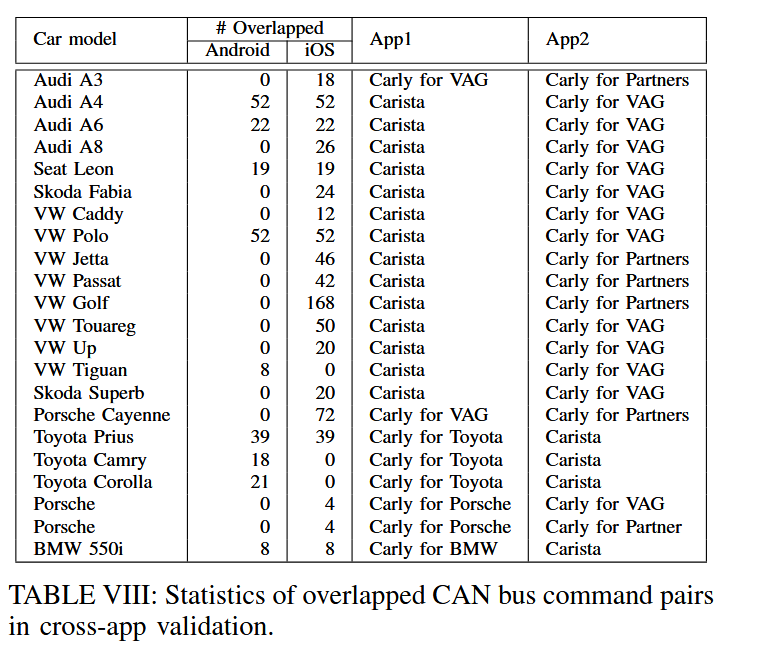 Car model # Overlapped App1 App2
Android iOS
Audi A3 0 18 Carly for VAG Carly for Partners
Audi A4 52 52 Carista Carly for VAG
Audi A6 22 22 Carista Carly for VAG
Audi A8 0 26 Carista Carly for VAG
Seat Leon 19 19 Carista Carly for VAG
Skoda Fabia 0 24 Carista Carly for VAG
VW Caddy 0 12 Carista Carly for VAG
VW Polo 52 52 Carista Carly for VAG
VW Jetta 0 46 Carista Carly for Partners
VW Passat 0 42 Carista Carly for Partners
VW Golf 0 168 Carista Carly for Partners
VW Touareg 0 50 Carista Carly for VAG
VW Up 0 20 Carista Carly for VAG
VW Tiguan 8 0 Carista Carly for VAG
Skoda Superb 0 20 Carista Carly for VAG
Porsche Cayenne 0 72 Carly for VAG Carly for Partners
Toyota Prius 39 39 Carly for Toyota Carista
Toyota Camry 18 0 Carly for Toyota Carista
Toyota Corolla 21 0 Carly for Toyota Carista
Porsche 0 4 Carly for Porsche Carly for VAG
Porsche 0 4 Carly for Porsche Carly for Partner
BMW 550i 8 8 Carly for BMW Carista
TABLE VIII: Statistics of overlapped CAN bus command pairs
in cross-app validation.